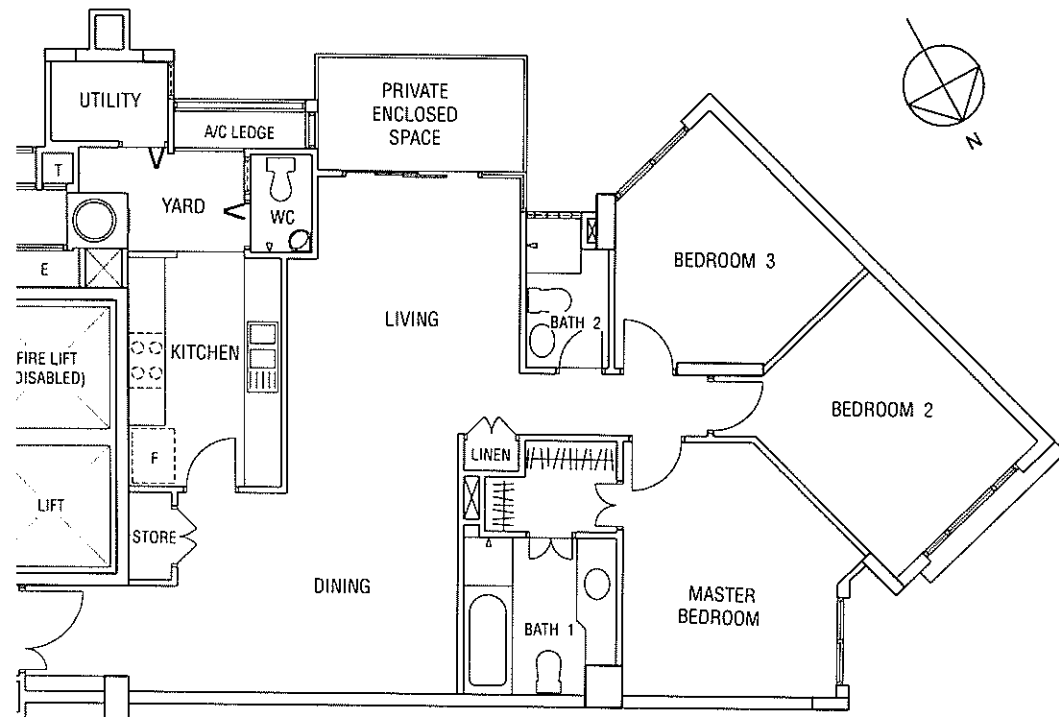 UTILITY
A/C LEDGE
PRIVATE
ENCLOSED
SPACE
N
T
YARD
WC
E
BEDROOM 3
LIVING
BATH 2
FIRE LIFT
DISABLED)
KITCHEN
BEDROOM 2
F
LINEN
LIFT
STORE
DINING
MASTER
BEDROOM
BATH 1